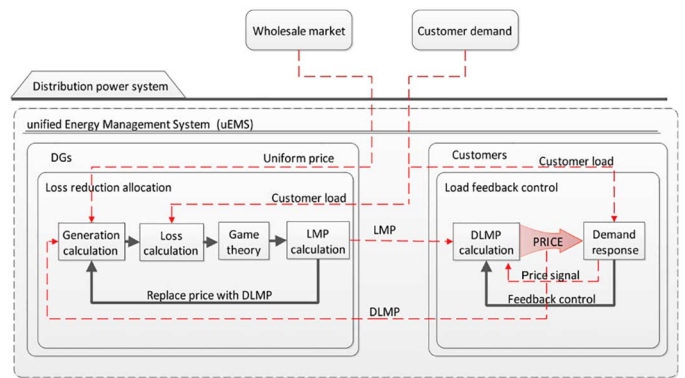 Wholesale market
Customer demand
Distribution power system
unified Energy Management System (uEMS)
DGs
Uniform price
Customers
Customer load
Loss reduction allocation
Customer load
Load feedback control
Generation
calculation
Loss
calculation
Game
theory
LMP
calculation
LMP
DLMP
calculation
PRICE
Demand
response
Price signal
Replace price with DLMP
Feedback control
DLMP